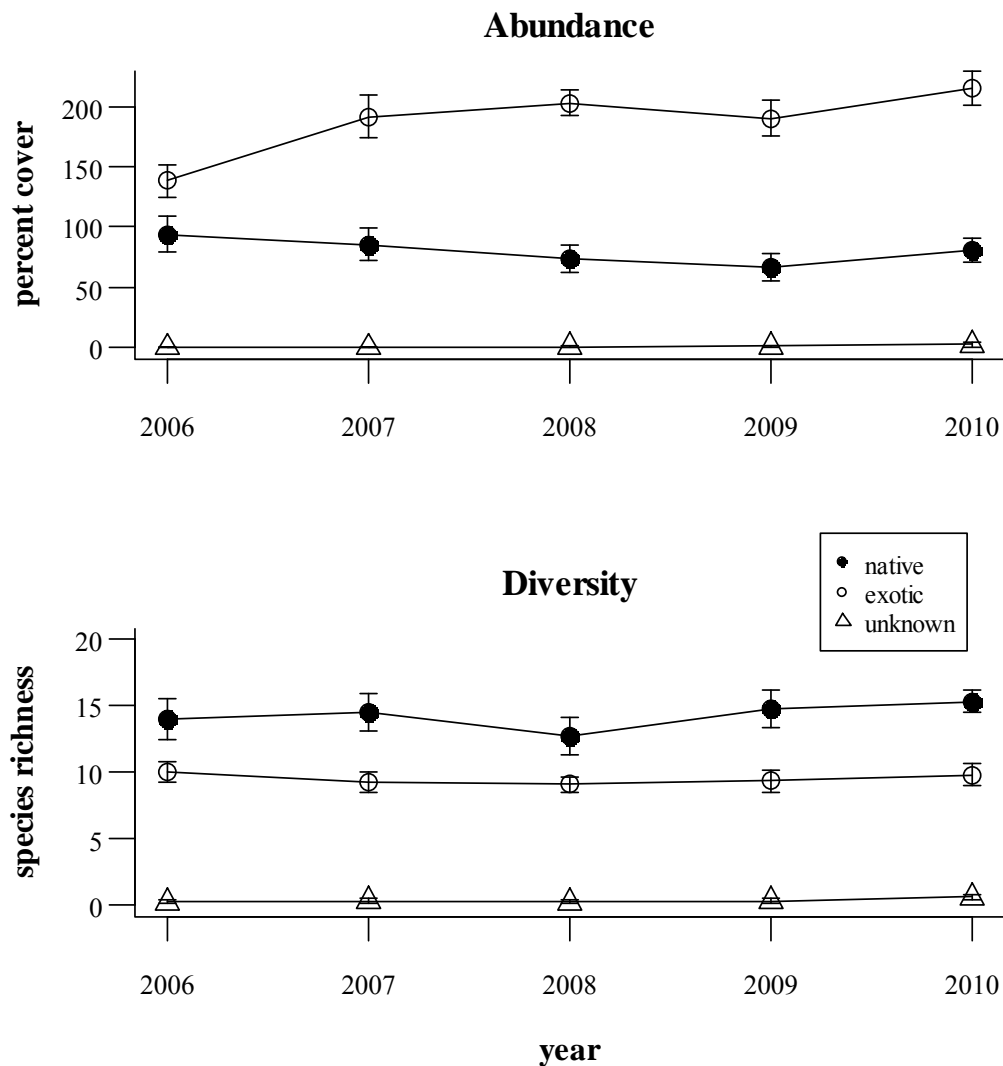 Abundance
percent cover
200
150
100
50
0
2006 2007 2008 2009 2010
native
exotic
unknown
Diversity
species richness
20
15
10
5
0
2006 2007 2008 2009 2010
year